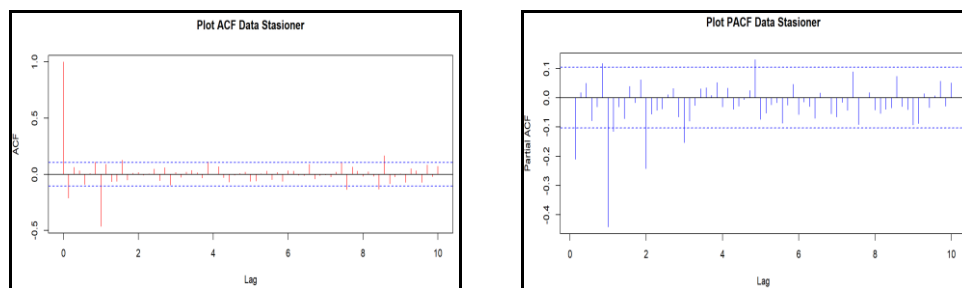 Plot ACF Data Stasioner
ACF
1.0
0.5
0.0
-0.5
0 2 4 6 8 10
Lag
Plot PACF Data Stasioner
Partial ACF
0.1
0.0
-0.1
-0.2
-0.3
-0.4
0 2 4 6 8 10
Lag